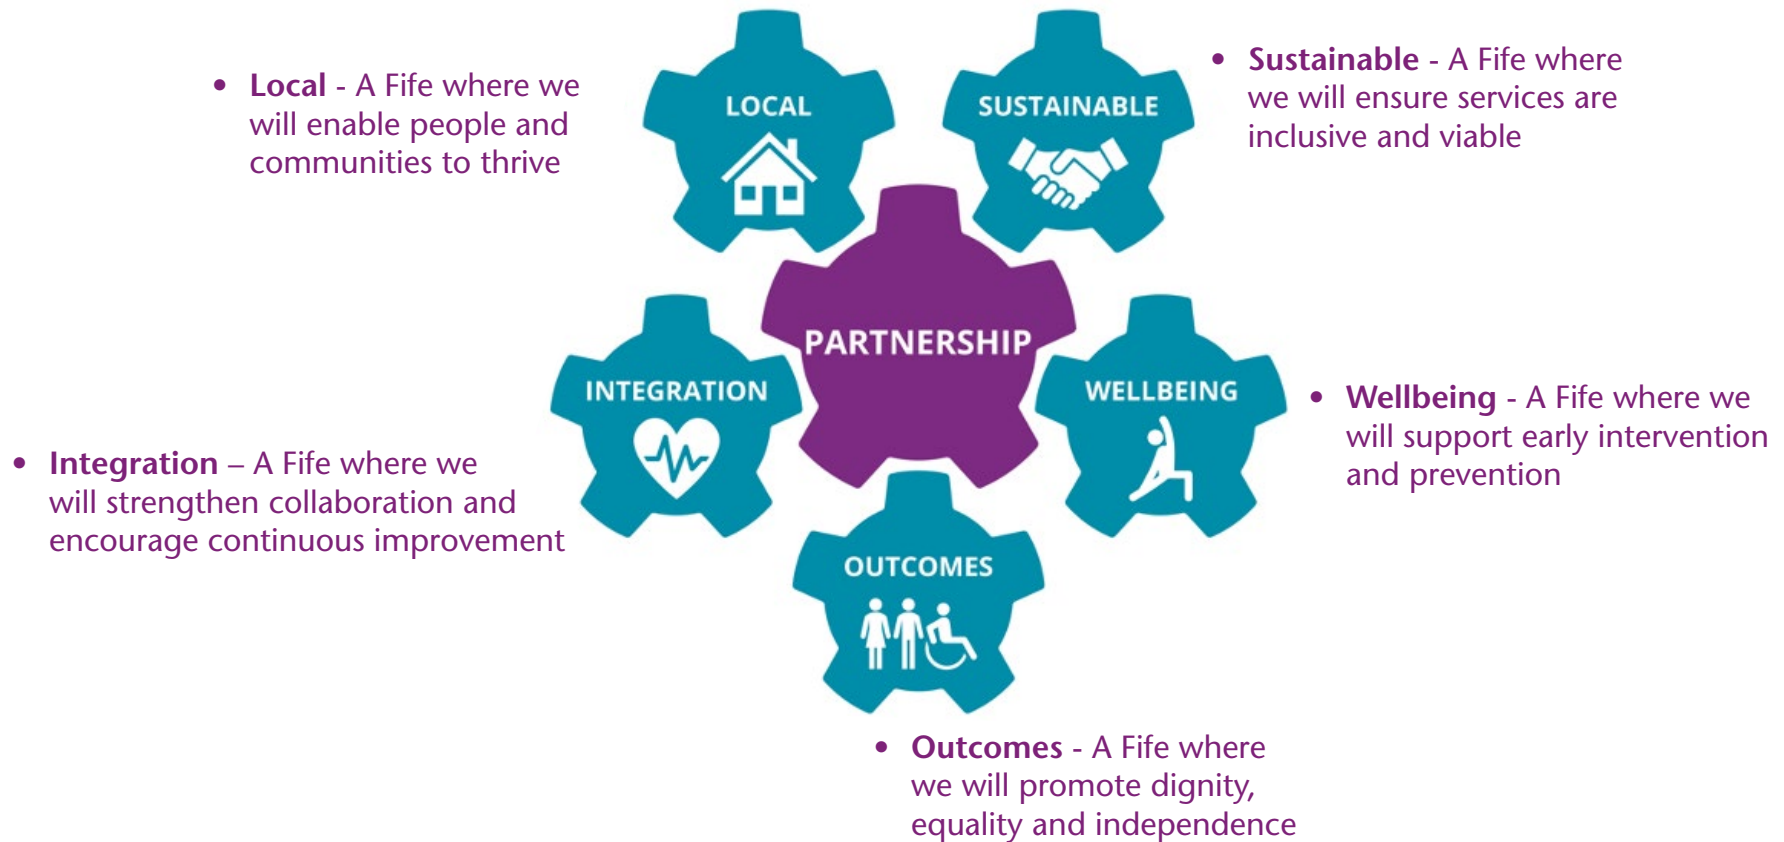 • Local - A Fife where we
will enable people and
communities to thrive
LOCAL
SUSTAINABLE
• Sustainable - A Fife where
we will ensure services are
inclusive and viable
PARTNERSHIP
INTEGRATION
• Integration – A Fife where we
will strengthen collaboration and
encourage continuous improvement
WELLBEING
• Wellbeing - A Fife where we
will support early intervention
and prevention
OUTCOMES
• Outcomes - A Fife where
we will promote dignity,
equality and independence